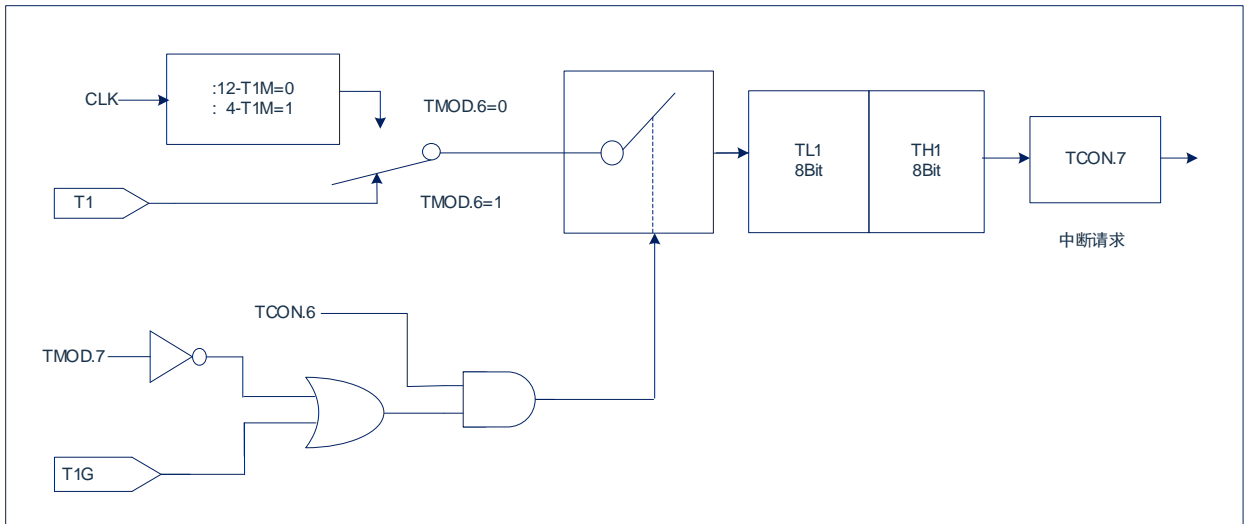 :12-T1M=0
: 4-T1M=1
CLK
TMOD.6=0
T1
TMOD.6=1
TL1
8Bit
TH1
8Bit
TCON.7
中断请求
TCON.6
TMOD.7
T1G